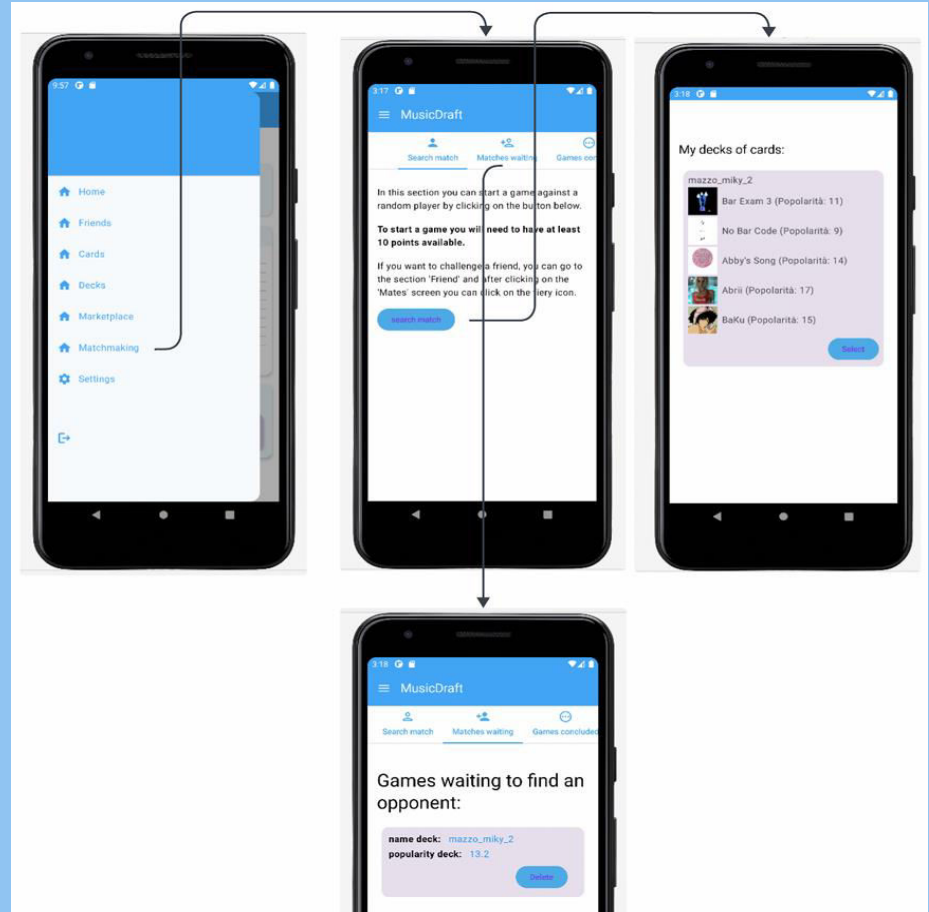 9:57
Home
Friends
Cards
Decks
Marketplace
Matchmaking
Settings
3:17
MusicDraft
Search match Matches waiting Games con
In this section you can start a game against a
random player by clicking on the button below.
To start a game you will need to have at least
10 points available.
If you want to challenge a friend, you can go to
the section 'Friend' and after clicking on the
'Mates' screen you can click on the fiery icon.
search match
3:18
My decks of cards:
mazzo_miky_2
Bar Exam 3 (Popolarità: 11)
No Bar Code (Popolarità: 9)
Abby's Song (Popolarità: 14)
Abrii (Popolarità: 17)
BaKu (Popolarità: 15)
Select
3:18
MusicDraft
Search match Matches waiting Games concluded
Games waiting to find an
opponent:
name deck: mazzo_miky_2
popularity deck: 13.2
Delete